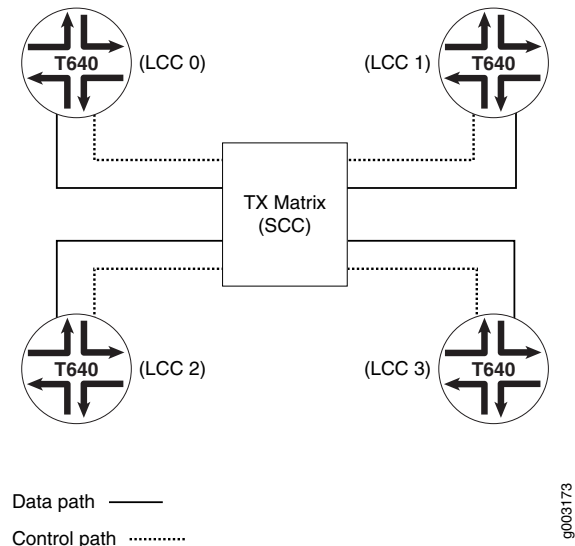 T640
(LCC 0)
(LCC 1)
T640
TX Matrix
(SCC)
T640
(LCC 2)
(LCC 3)
T640
Data path
Control path
g003173